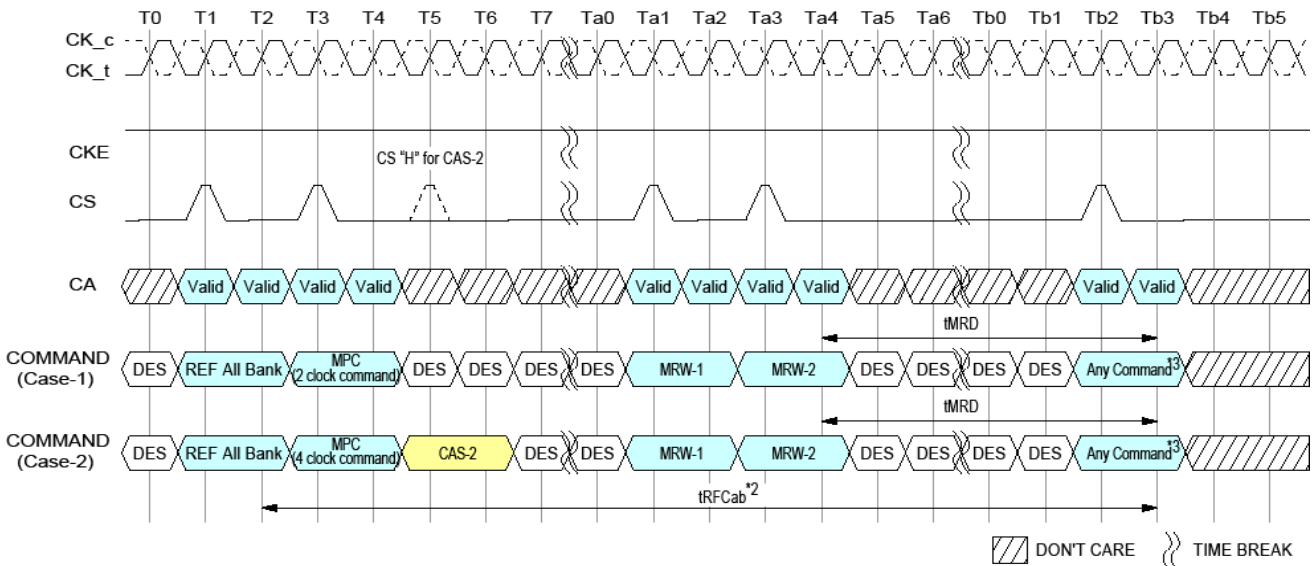 T0 T1 T2 T3 T4 T5 T6 T7 Ta0 Ta1 Ta2 Ta3 Ta4 Ta5 Ta6 Tb0 Tb1 Tb2 Tb3 Tb4 Tb5
CK_c
CK_t
CKE
CS "H" for CAS-2
CS
CA Valid Valid Valid Valid Valid Valid Valid Valid Valid Valid
tMRD
COMMAND
(Case-1)
DES REF All Bank MPC
(2 clock command)
DES DES DES DES MRW-1 MRW-2 DES DES DES DES Any Command*3
tMRD
COMMAND
(Case-2)
DES REF All Bank MPC
(4 clock command)
CAS-2 DES DES MRW-1 MRW-2 DES DES DES DES Any Command*3
tRFCab*2
DON'T CARE TIME BREAK